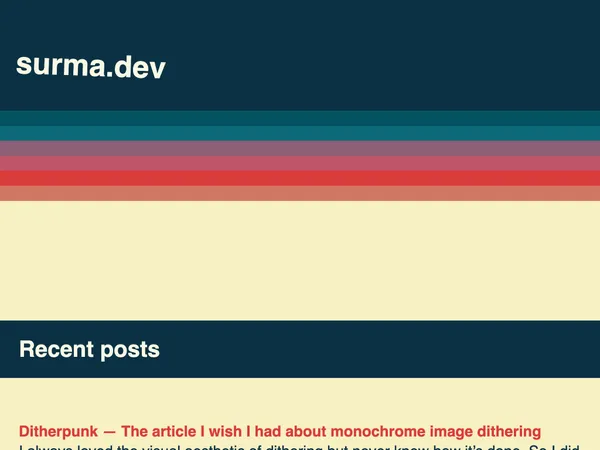 surma.dev
Recent posts
Ditherpunk — The article I wish I had about monochrome image dithering
I always loved the visual aesthetic of dithering but never knew how it's done. So I did